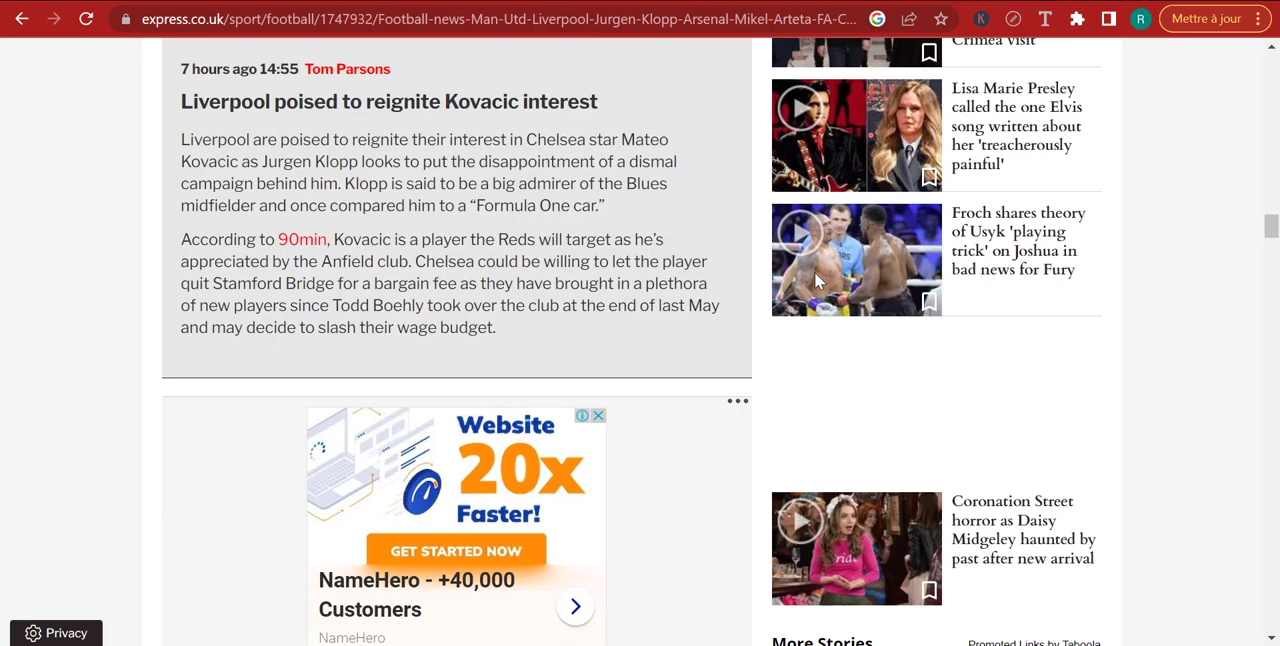 express.co.uk/sport/football/1747932/Football-news-Man-Utd-Liverpool-Jurgen-Klopp-Arsenal-Mikel-Arteta-FA-C...
Mettre à jour
7 hours ago 14:55 Tom Parsons
Liverpool poised to reignite Kovacic interest
Liverpool are poised to reignite their interest in Chelsea star Mateo
Kovacic as Jurgen Klopp looks to put the disappointment of a dismal
campaign behind him. Klopp is said to be a big admirer of the Blues
midfielder and once compared him to a “Formula One car.”
According to 90min, Kovacic is a player the Reds will target as he’s
appreciated by the Anfield club. Chelsea could be willing to let the player
quit Stamford Bridge for a bargain fee as they have brought in a plethora
of new players since Todd Boehly took over the club at the end of last May
and may decide to slash their wage budget.
Website
20x
Faster!
GET STARTED NOW
NameHero - +40,000
Customers
NameHero
Privacy
Crimea visit
Lisa Marie Presley
called the one Elvis
song written about
her 'treacherously
painful'
Froch shares theory
of Usyk 'playing
trick' on Joshua in
bad news for Fury
Coronation Street
horror as Daisy
Midgeley haunted by
past after new arrival
More Stories
Promoted Links by Taboola